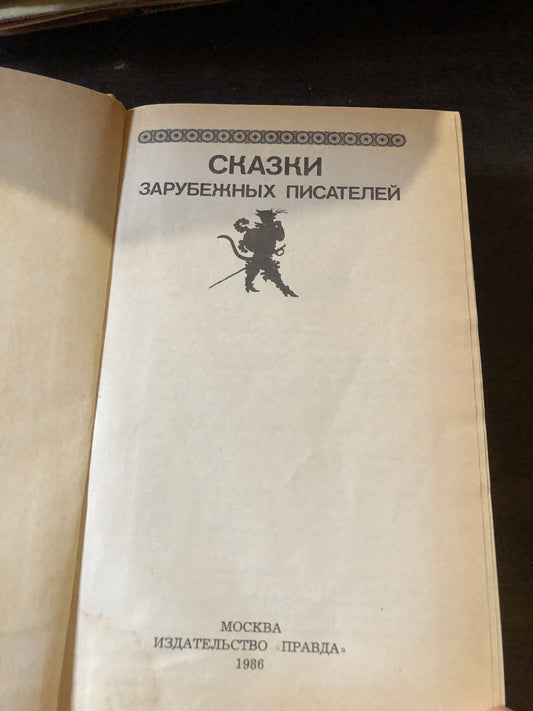 СКАЗКИ
ЗАРУБЕЖНЫХ ПИСАТЕЛЕЙ
МОСКВА
ИЗДАТЕЛЬСТВО «ПРАВДА»
1986